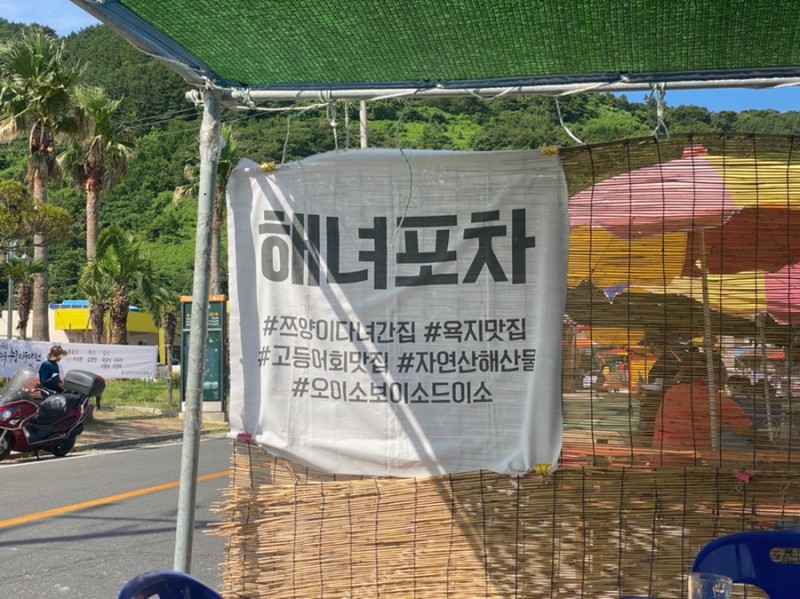 해녀포차
#쯔양이다녀간집 #욕지맛집
#고등어회맛집 #자연산해산물
#오이소보이소드이소